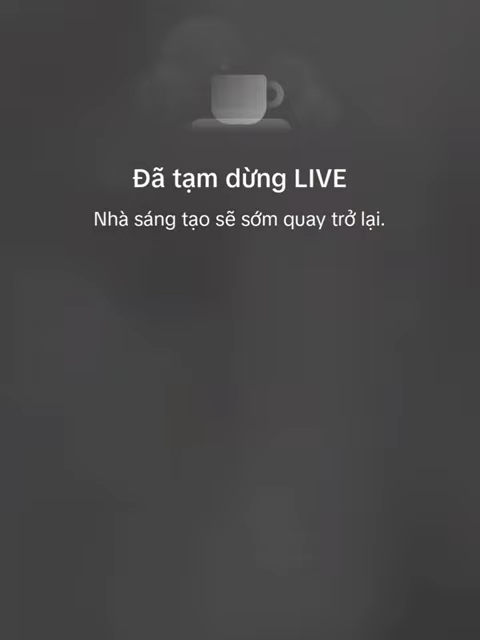 Đã tạm dừng LIVE
Nhà sáng tạo sẽ sớm quay trở lại.